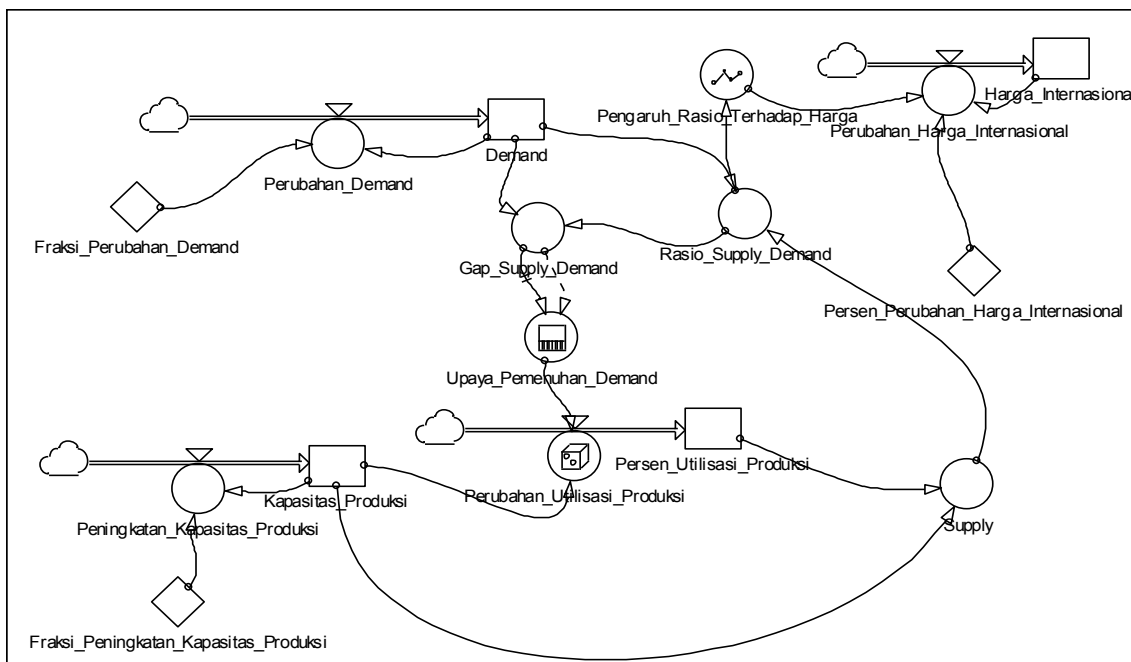 Harga_Internasional
Pengaruh_Rasio_Terhadap_Harga
Perubahan_Harga_Internasional
Demand
Perubahan_Demand
Fraksi_Perubahan_Demand
Gap_Supply_Demand
Rasio_Supply_Demand
Persen_Perubahan_Harga_Internasional
Upaya_Pemenuhan_Demand
Persen_Utilisasi_Produksi
Perubahan_Utilisasi_Produksi
Kapasitas_Produksi
Peningkatan_Kapasitas_Produksi
Supply
Fraksi_Peningkatan_Kapasitas_Produksi